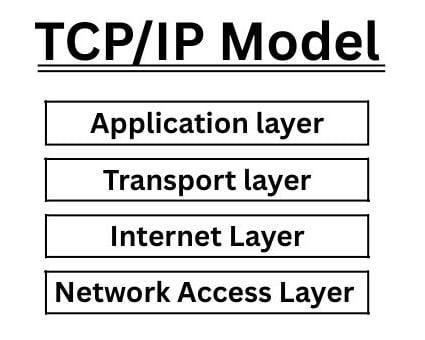 TCP/IP Model
Application layer
Transport layer
Internet Layer
Network Access Layer